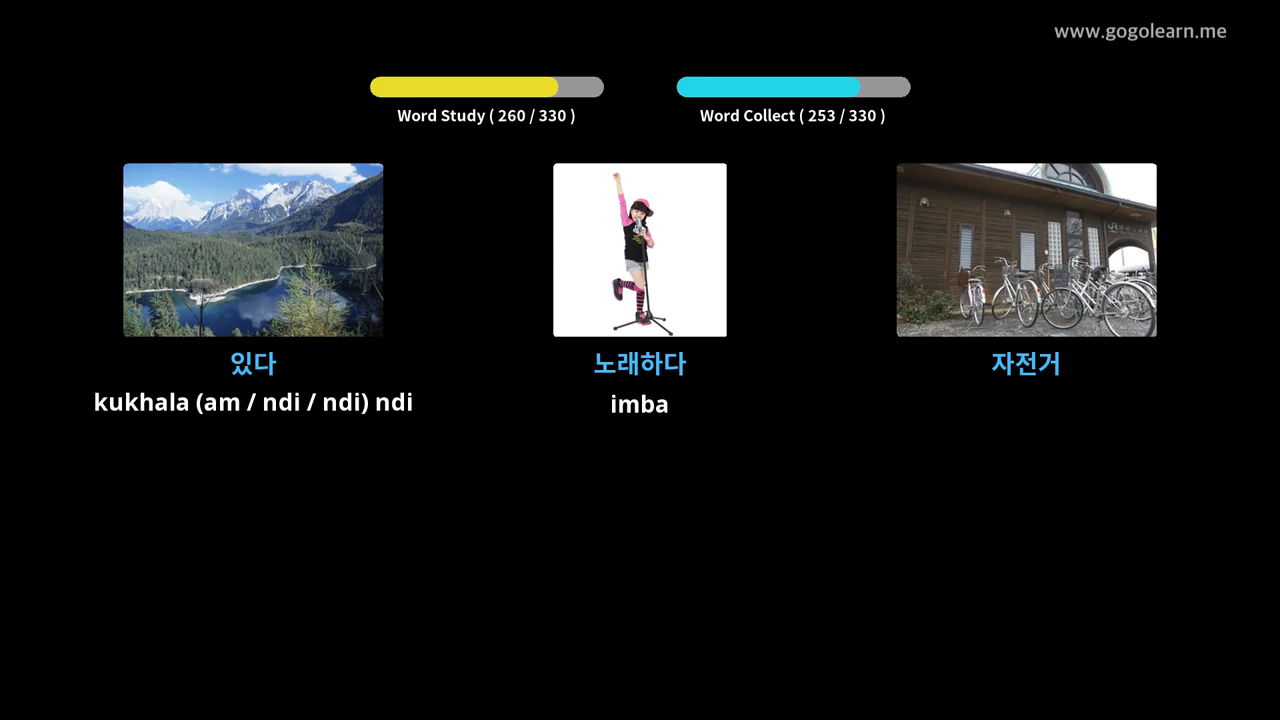 www.gogolearn.me
Word Study ( 260 / 330 )
Word Collect ( 253 / 330 )
있다
노래하다
자전거
kukhala (am / ndi / ndi) ndi
imba